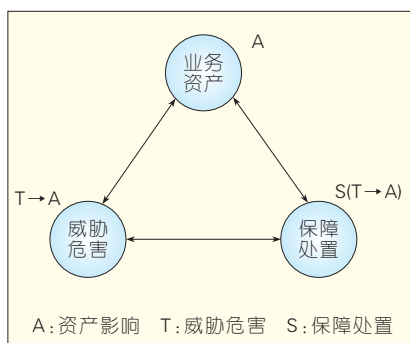 A
业务
资产
T→A
S(T→A)
威胁
危害
保障
处置
A:资产影响 T:威胁危害 S:保障处置